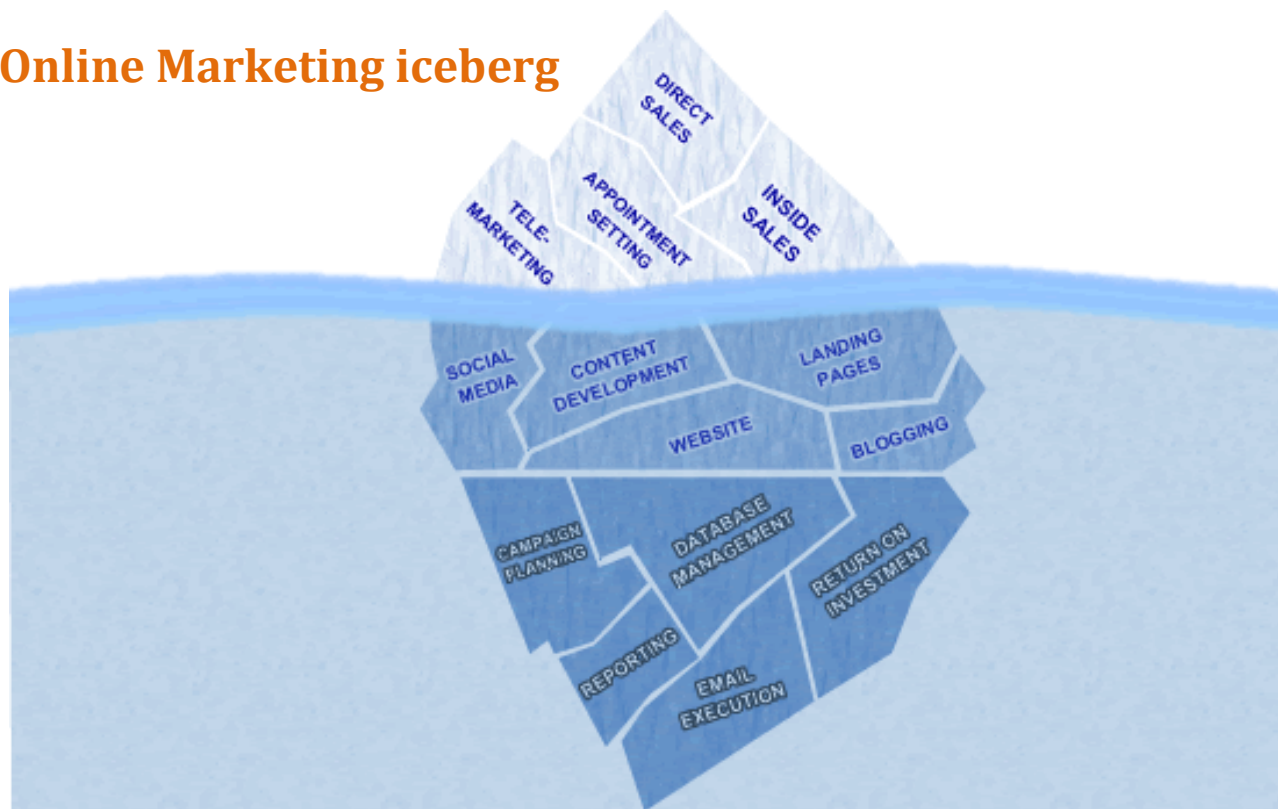 Online Marketing iceberg
DIRECT
SALES
TELE-
MARKETING
APPOINTMENT
SETTING
INSIDE
SALES
SOCIAL
MEDIA
CONTENT
DEVELOPMENT
LANDING
PAGES
WEBSITE
BLOGGING
CAMPAIGN
PLANNING
DATABASE
MANAGEMENT
RETURN ON
INVESTMENT
REPORTING
EMAIL
EXECUTION